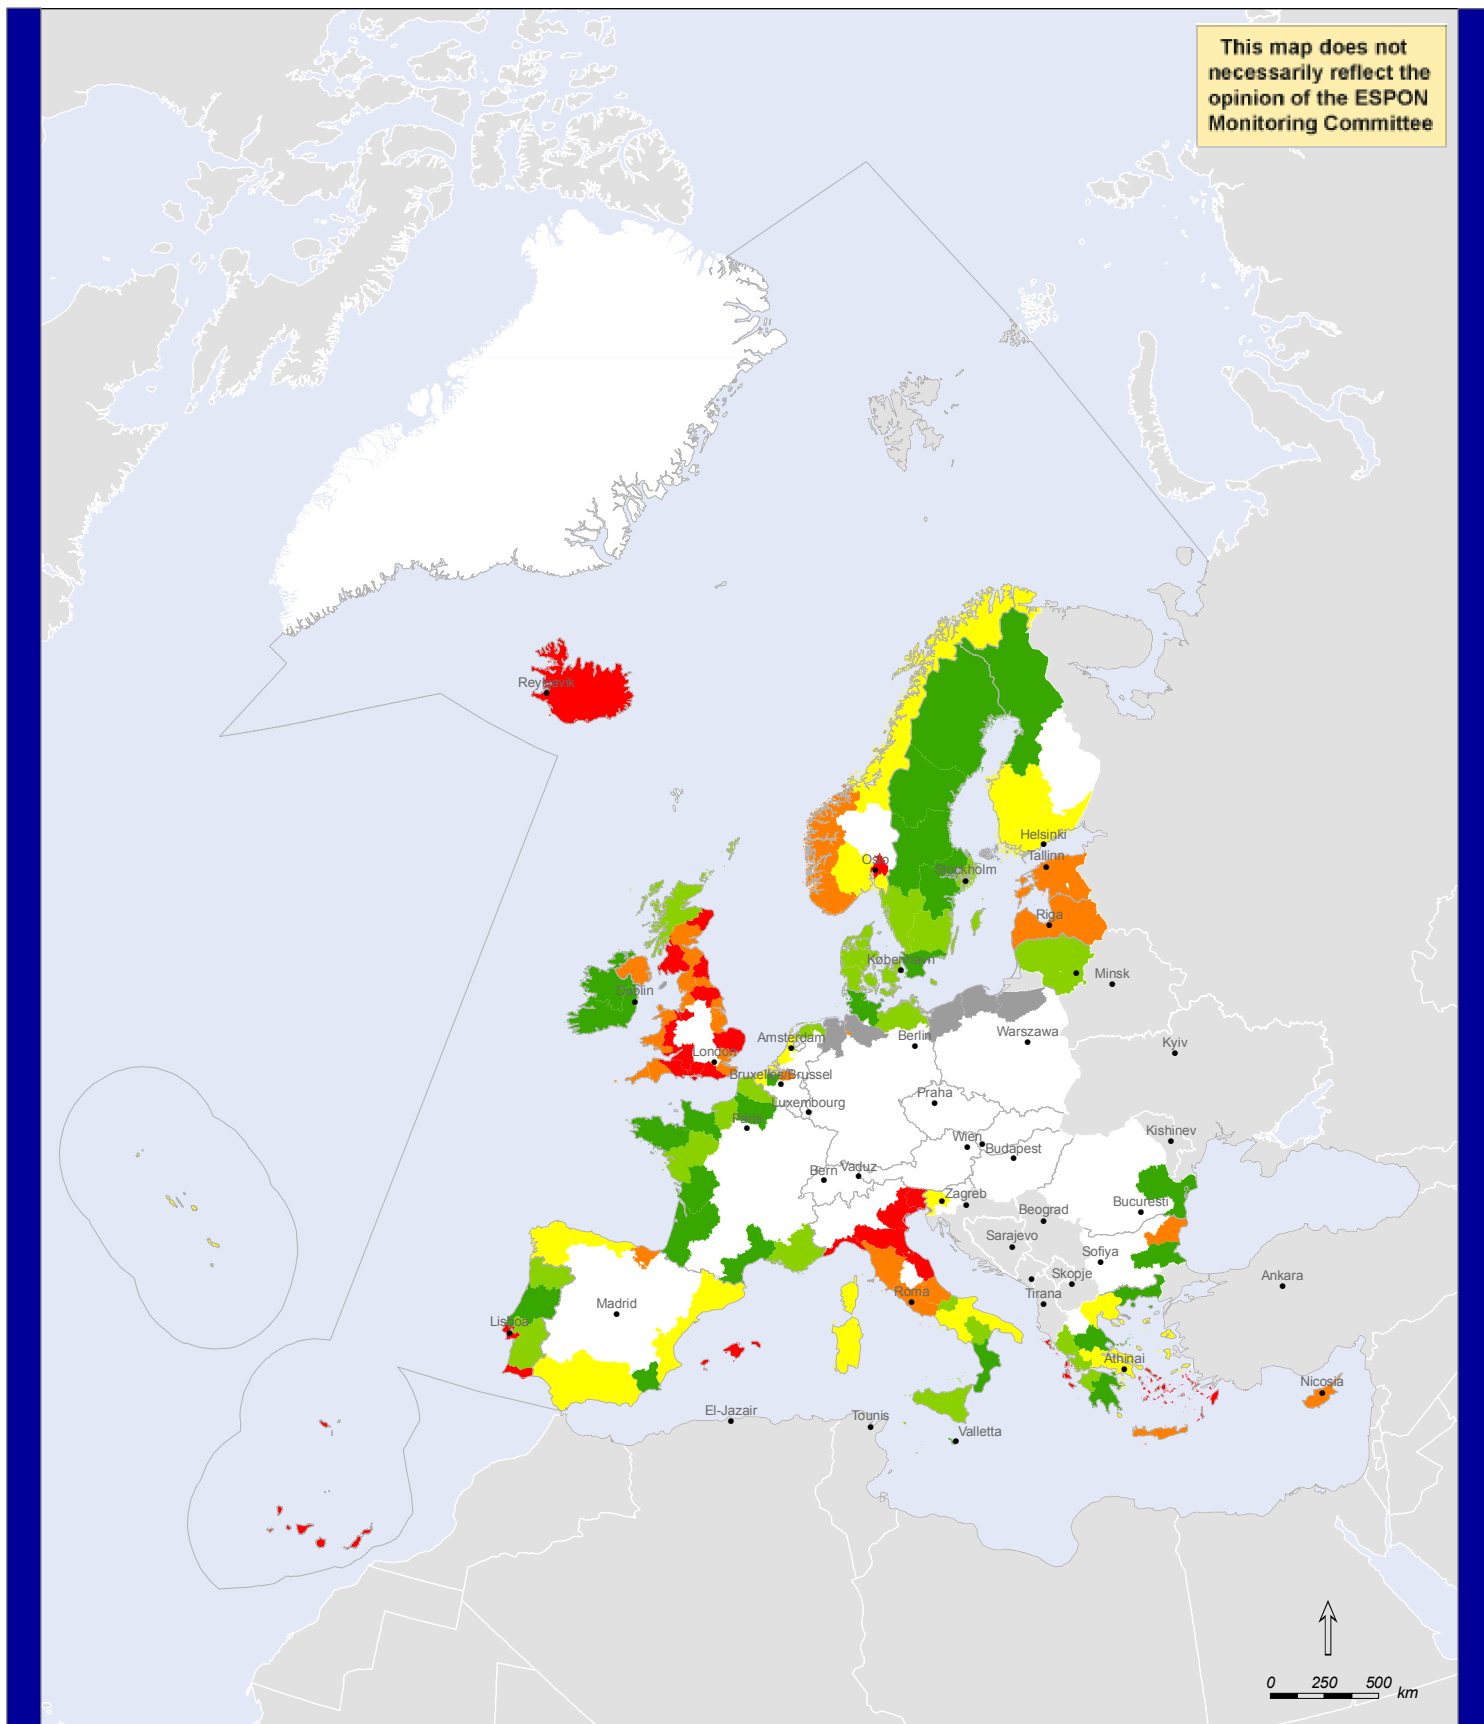 This map does not
necessarily reflect the
opinion of the ESPON
Monitoring Committee
Reykjavik
Helsinki
Tallinn
Oslo
Stockholm
Riga
København
Minsk
Dublin
Amsterdam
Berlin
Warszawa
Kyiv
London
Bruxelles/Brussel
Praha
Luxembourg
Paris
Wien
Kishinev
Budapest
Bern
Vaduz
Zagreb
Bucuresti
Beograd
Sarajevo
Sofiya
Skopje
Ankara
Tirana
Roma
Madrid
Lisboa
Athinai
Nicosia
El-Jazair
Tounis
Valletta
0 250 500 km